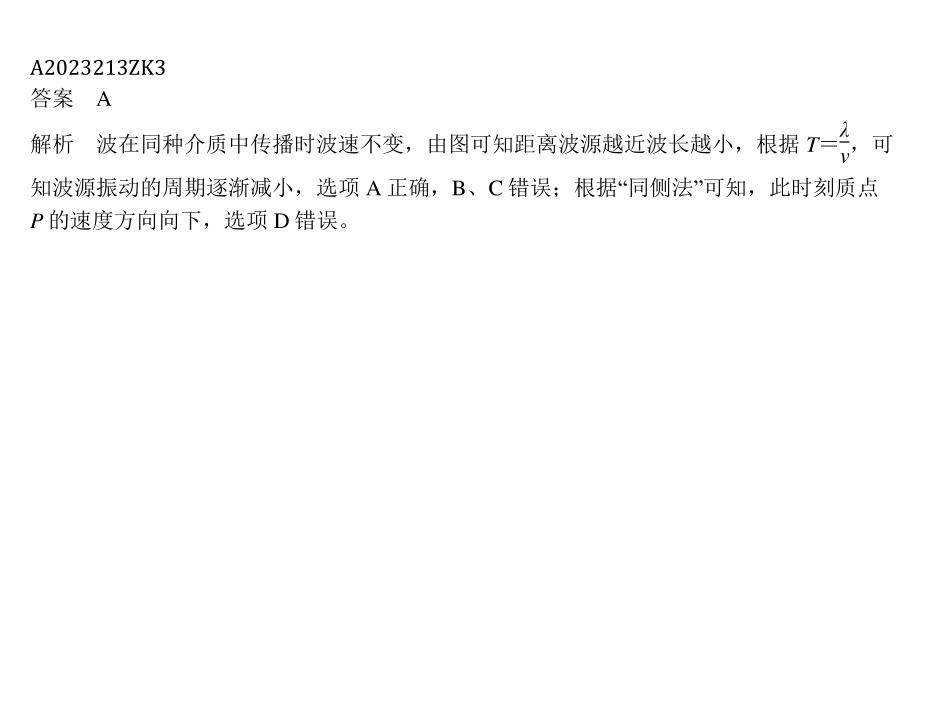 A2023213ZK3
答案　A
解析　波在同种介质中传播时波速不变，由图可知距离波源越近波长越小，根据 T＝λ/v，可
知波源振动的周期逐渐减小，选项 A 正确，B、C 错误；根据“同侧法”可知，此时刻质点
P 的速度方向向下，选项 D 错误。